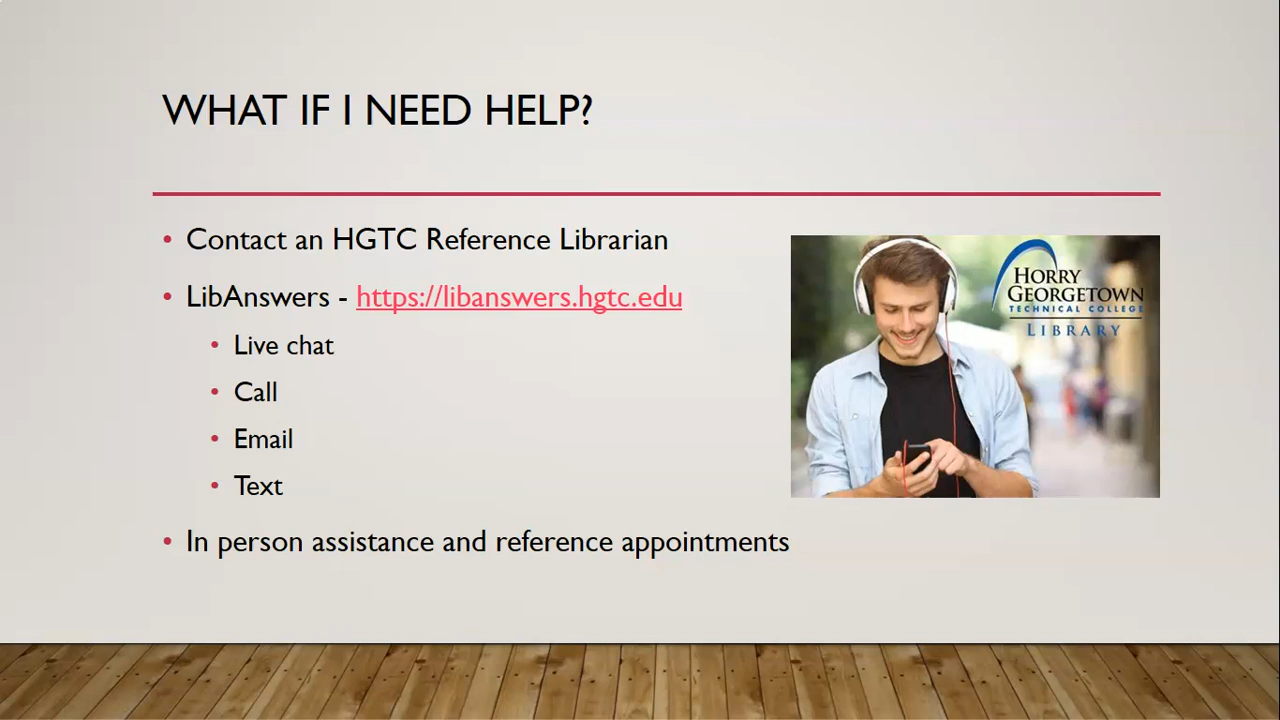 WHAT IF I NEED HELP?
• Contact an HGTC Reference Librarian
• LibAnswers - https://libanswers.hgtc.edu
• Live chat
• Call
• Email
• Text
• In person assistance and reference appointments
HORRY
GEORGETOWN
TECHNICAL COLLEGE
LIBRARY